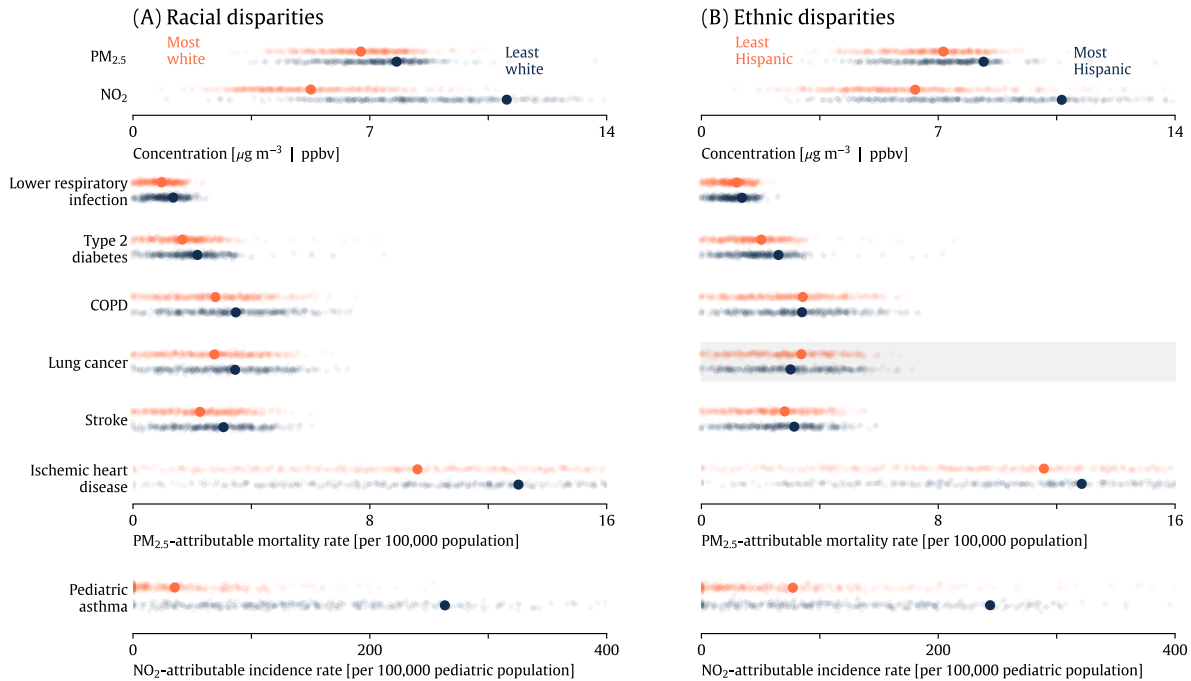 (A) Racial disparities
(B) Ethnic disparities
PM2.5
NO2
Most
white
Least
white
Least
Hispanic
Most
Hispanic
0 7 14
0 7 14
Concentration [μg m−3 | ppbv]
Concentration [μg m−3 | ppbv]
Lower respiratory
infection
Type 2
diabetes
COPD
Lung cancer
Stroke
Ischemic heart
disease
0 8 16
0 8 16
PM2.5-attributable mortality rate [per 100,000 population]
PM2.5-attributable mortality rate [per 100,000 population]
Pediatric
asthma
0 200 400
0 200 400
NO2-attributable incidence rate [per 100,000 pediatric population]
NO2-attributable incidence rate [per 100,000 pediatric population]